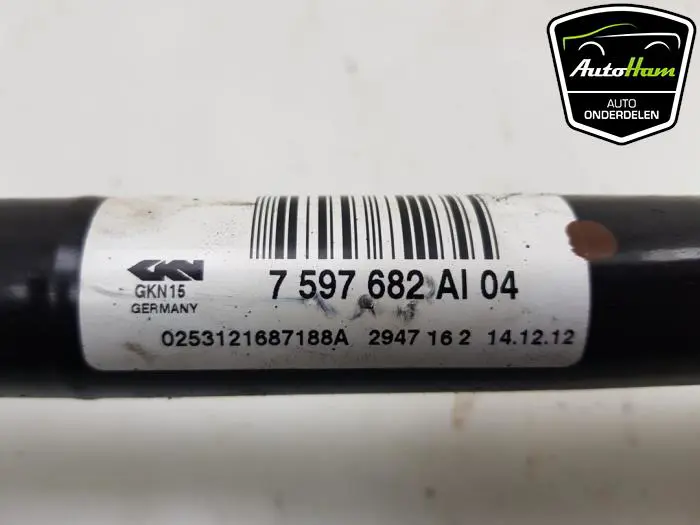 AutoHam
AUTO
ONDERDELEN
GKN
GKN15
GERMANY
7 597 682 AI 04
0253121687188A 2947 16 2 14.12.12